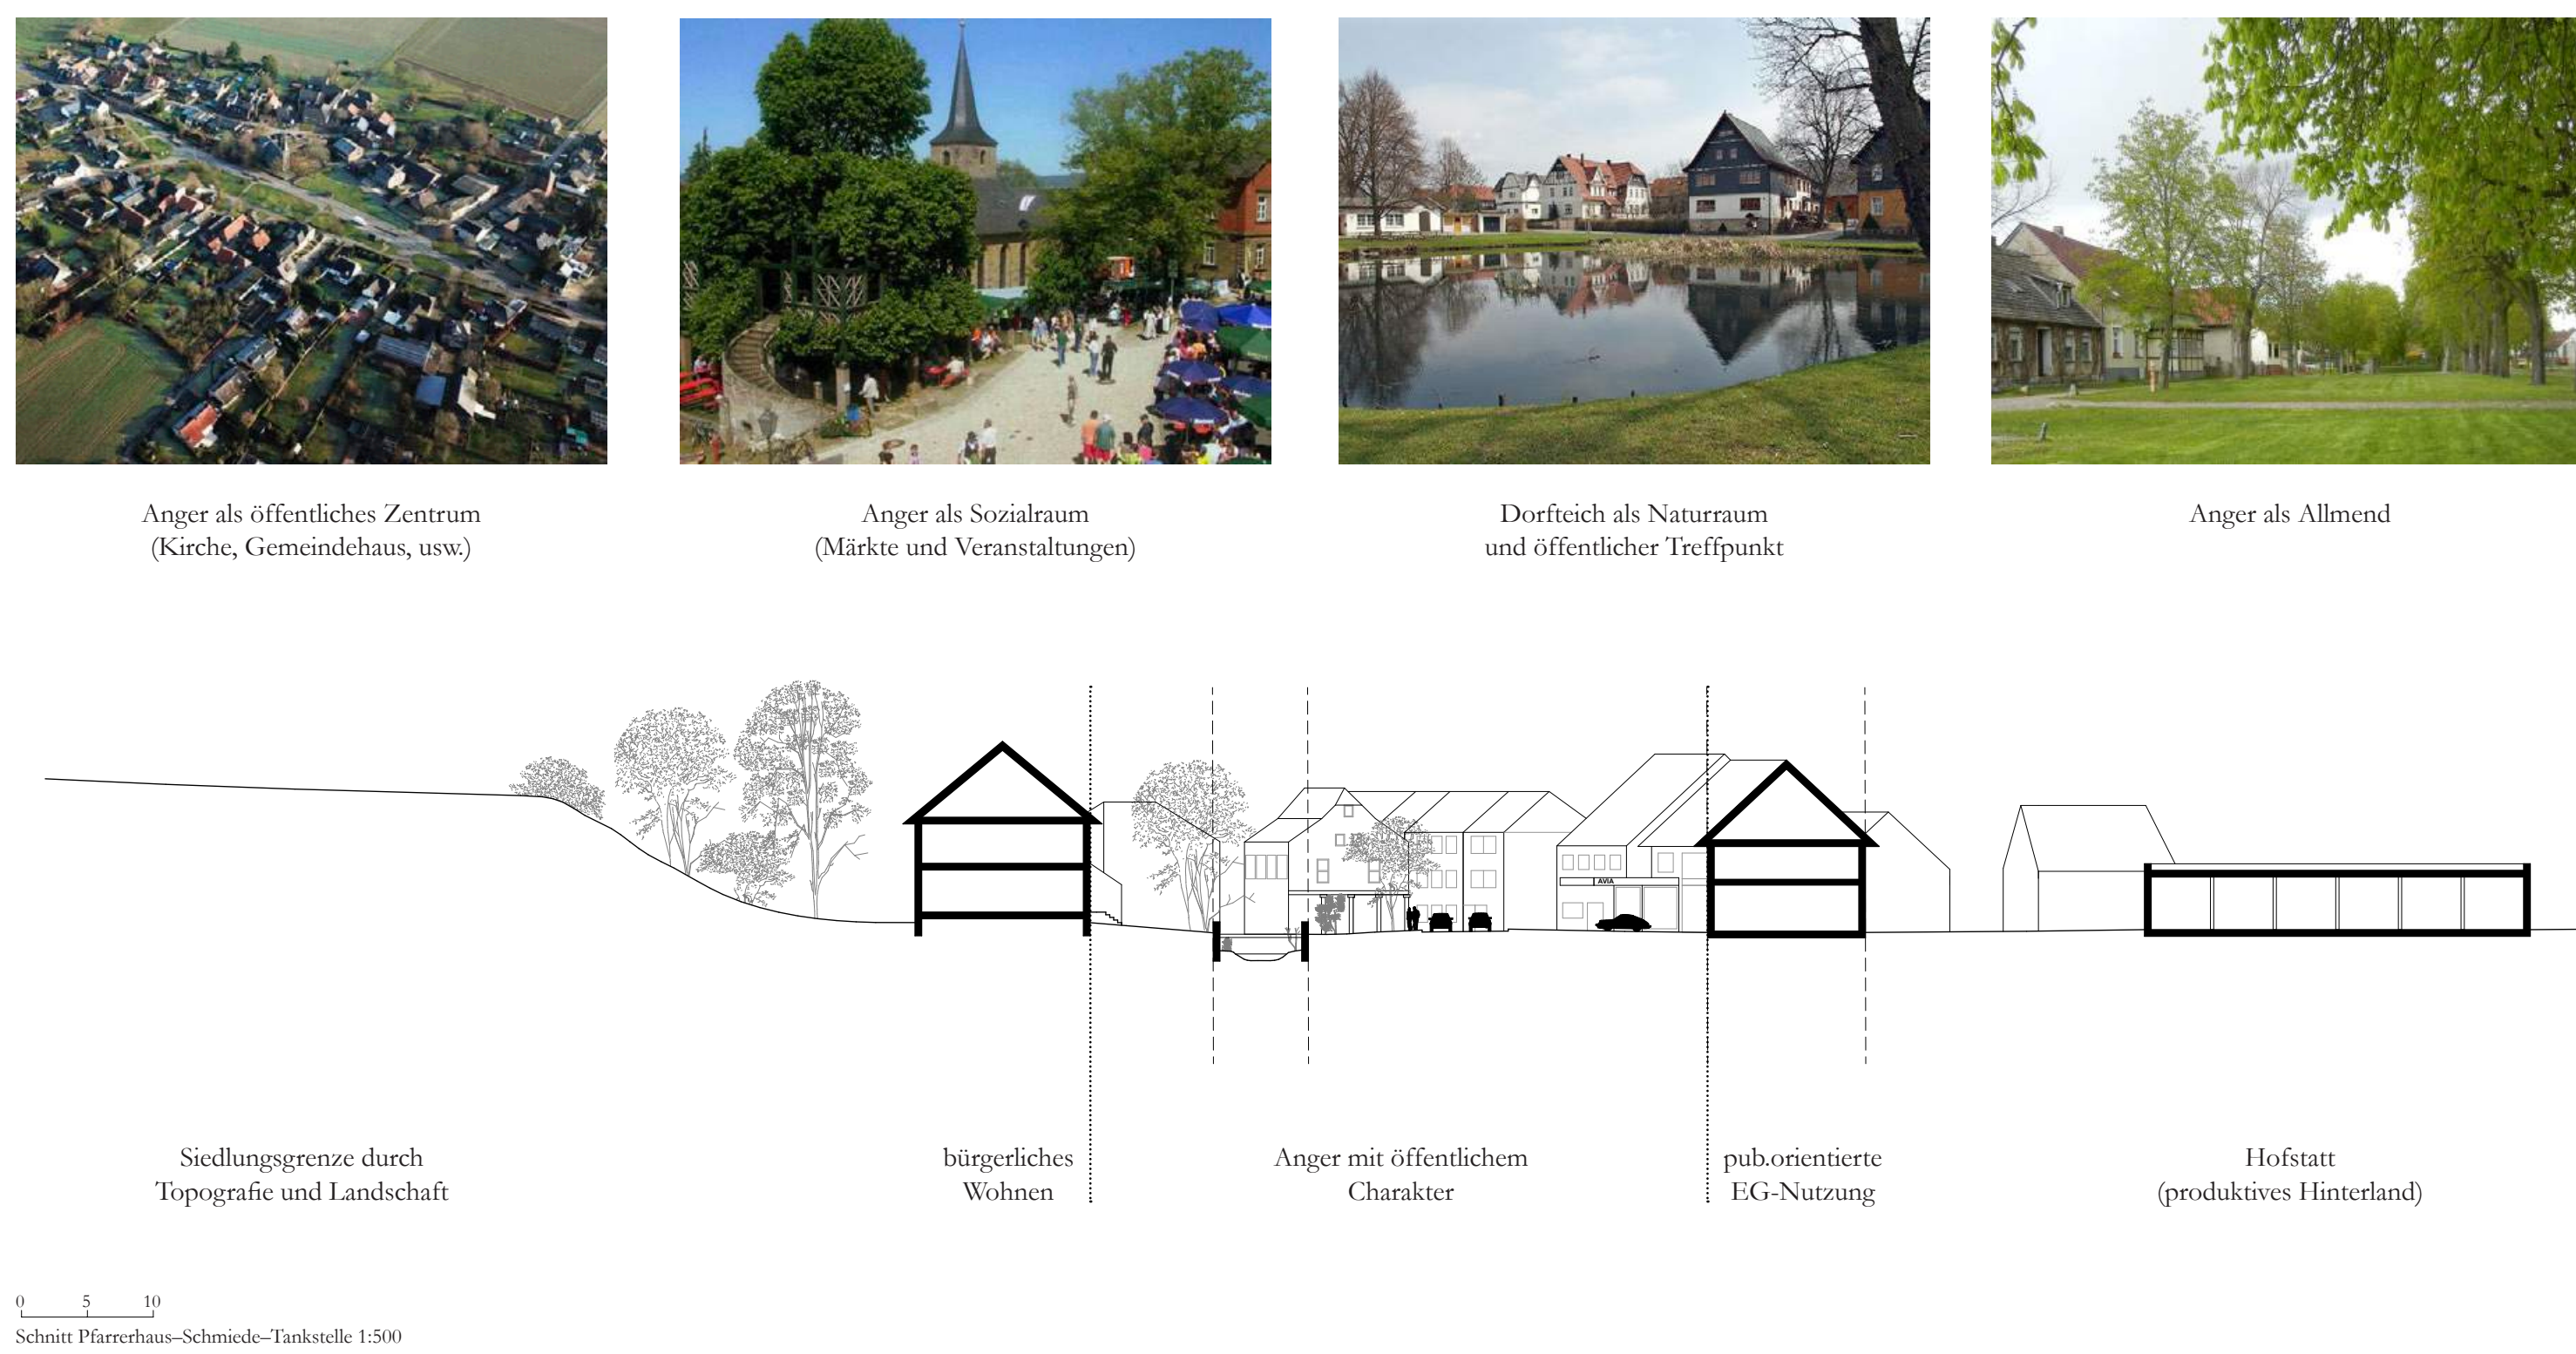 Anger als öffentliches Zentrum
(Kirche, Gemeindehaus, usw.)
Anger als Sozialraum
(Märkte und Veranstaltungen)
Dorfteich als Naturraum
und öffentlicher Treffpunkt
Anger als Allmend
AVIA
Siedlungsgrenze durch
Topografie und Landschaft
bürgerliches
Wohnen
Anger mit öffentlichem
Charakter
pub.orientierte
EG-Nutzung
Hofstatt
(produktives Hinterland)
0 5 10
Schnitt Pfarrerhaus–Schmiede–Tankstelle 1:500